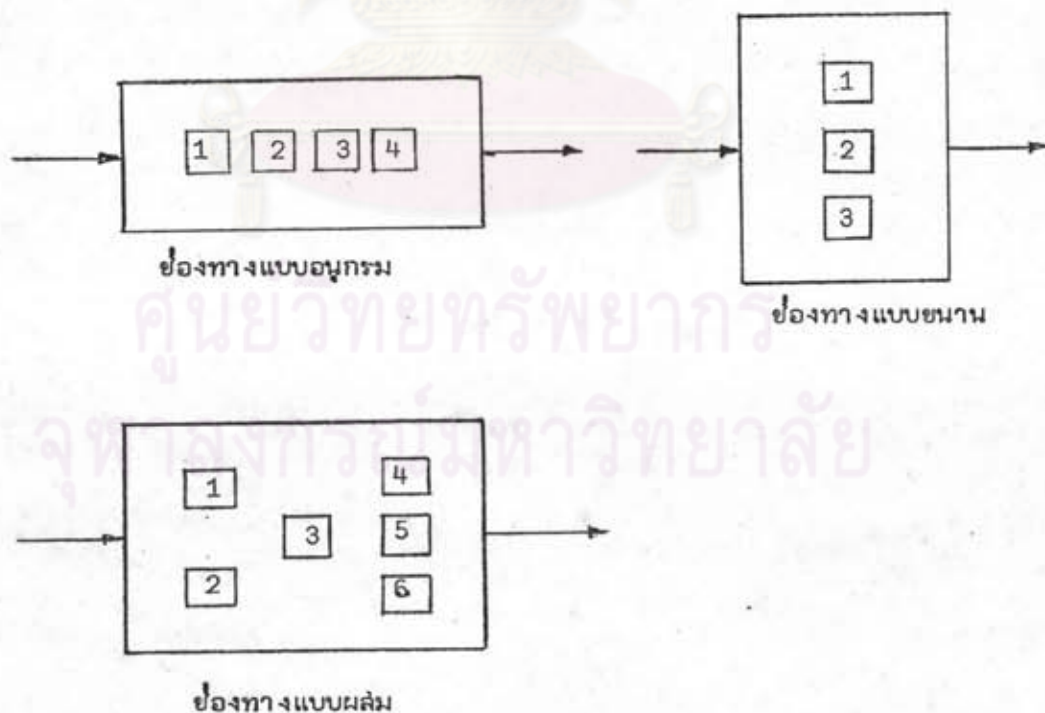 1 2 3 4
ช่องทางแบบอนุกรม
1
2
3
ช่องทางแบบขนาน
ศูนย์วิทยทรัพยากร
จุฬาลงกรณ์มหาวิทยาลัย
1
2
3
4
5
6
ช่องทางแบบผสม